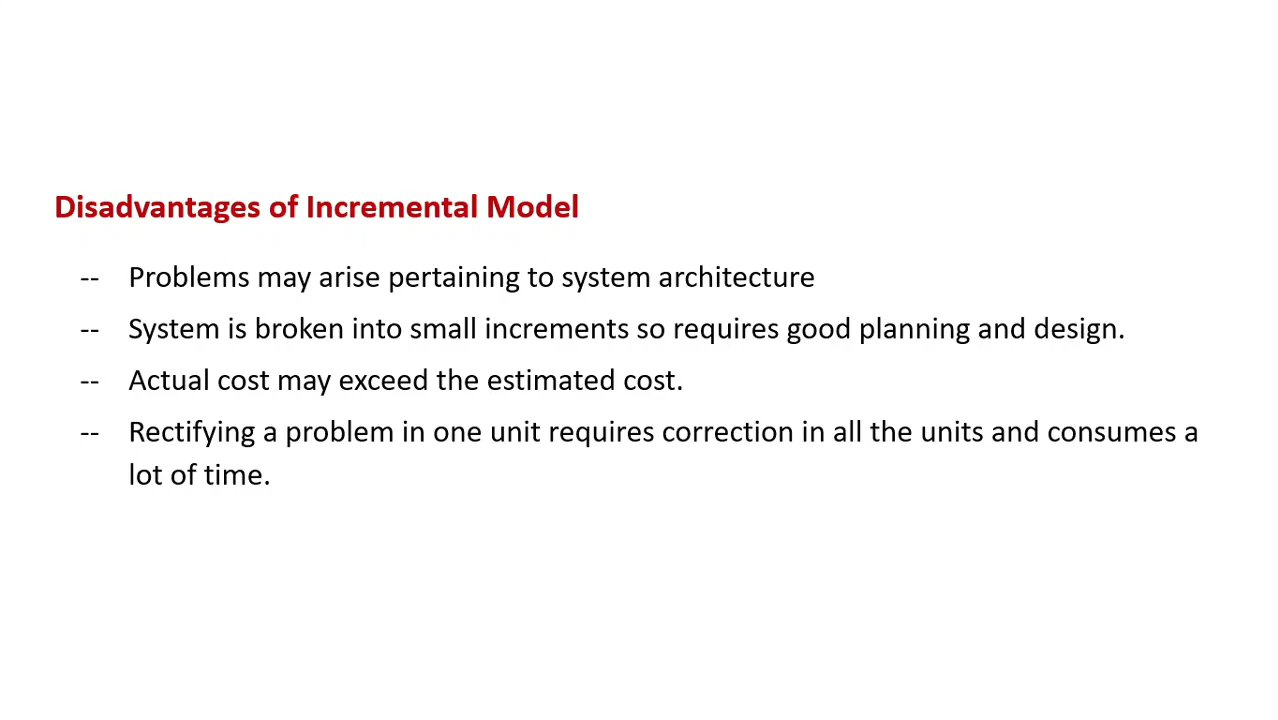 Disadvantages of Incremental Model
-- Problems may arise pertaining to system architecture
-- System is broken into small increments so requires good planning and design.
-- Actual cost may exceed the estimated cost.
-- Rectifying a problem in one unit requires correction in all the units and consumes a
lot of time.